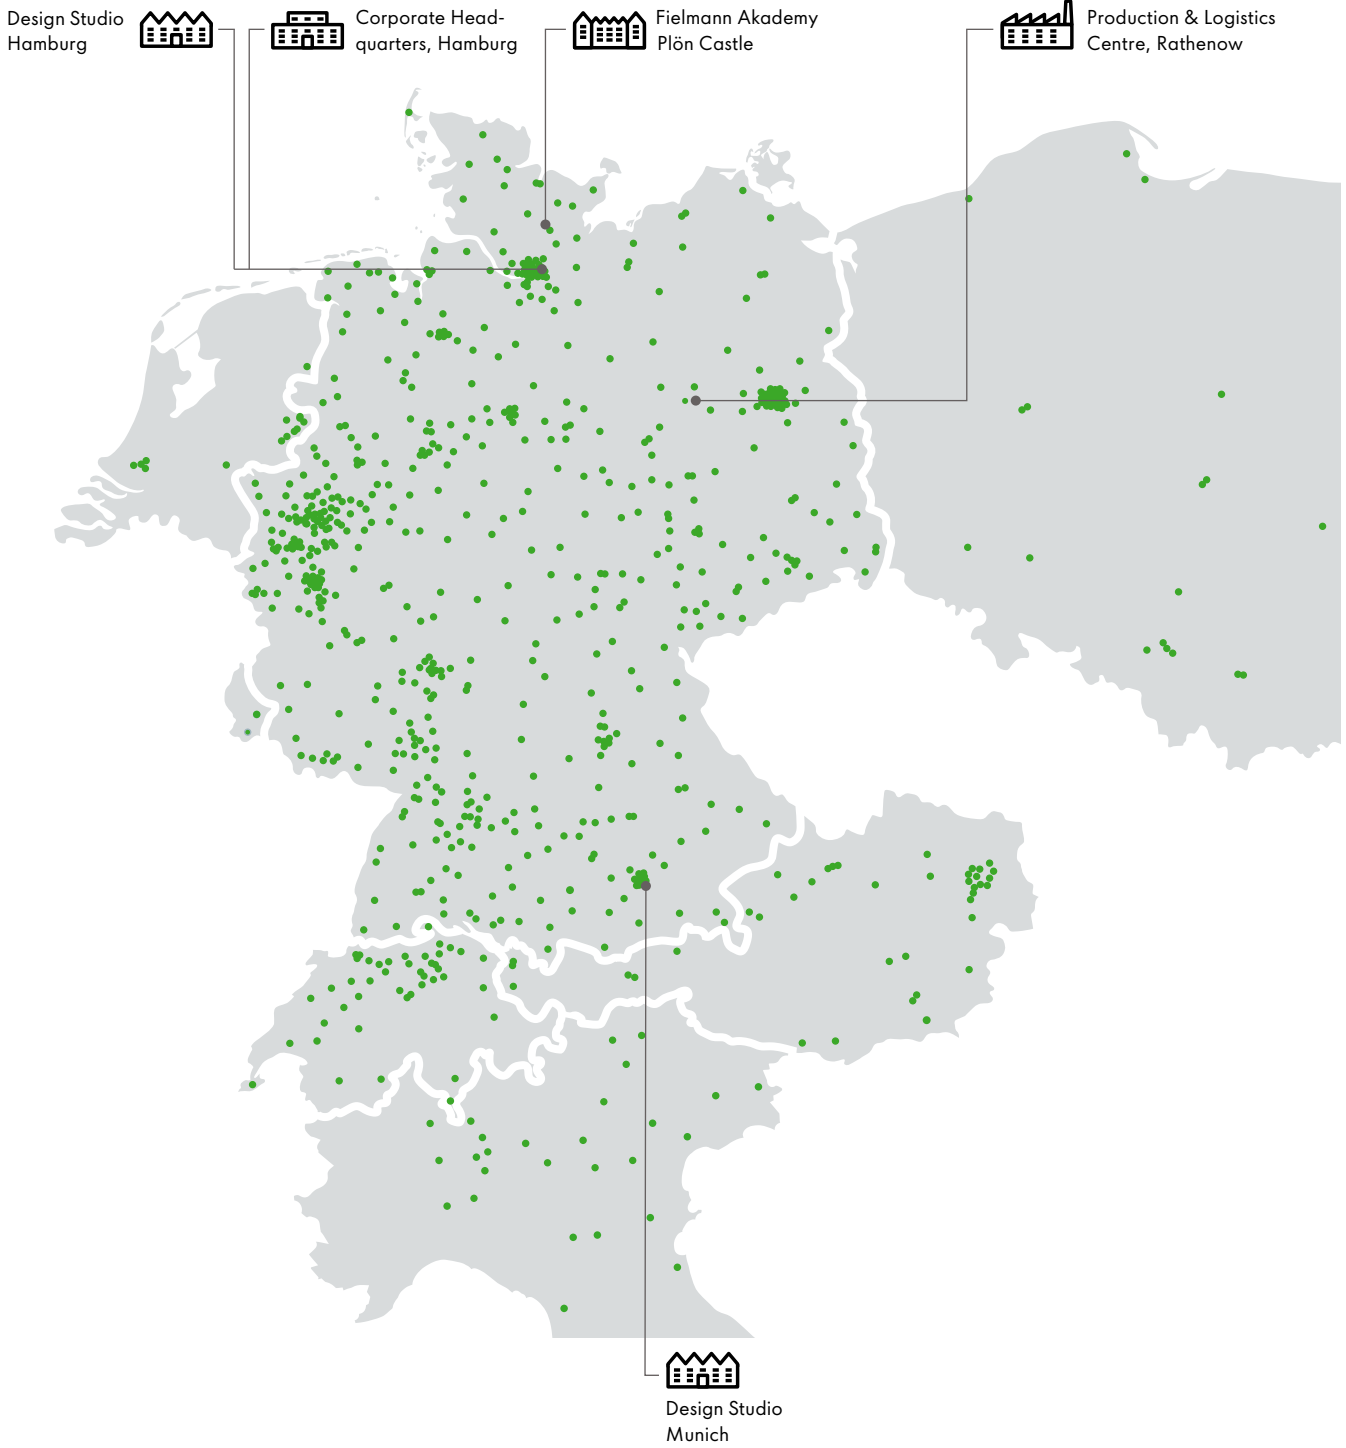 Design Studio
Hamburg
Corporate Head-
quarters, Hamburg
Fielmann Akademy
Plön Castle
Production & Logistics
Centre, Rathenow
Design Studio
Munich